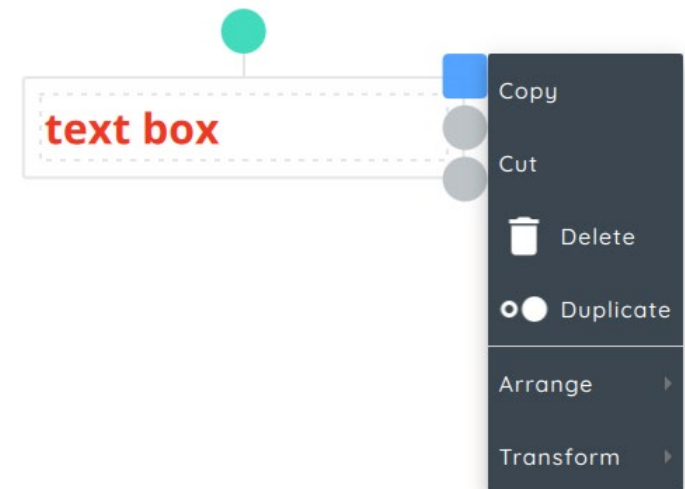 text box
Copy
Cut
Delete
Duplicate
Arrange
Transform